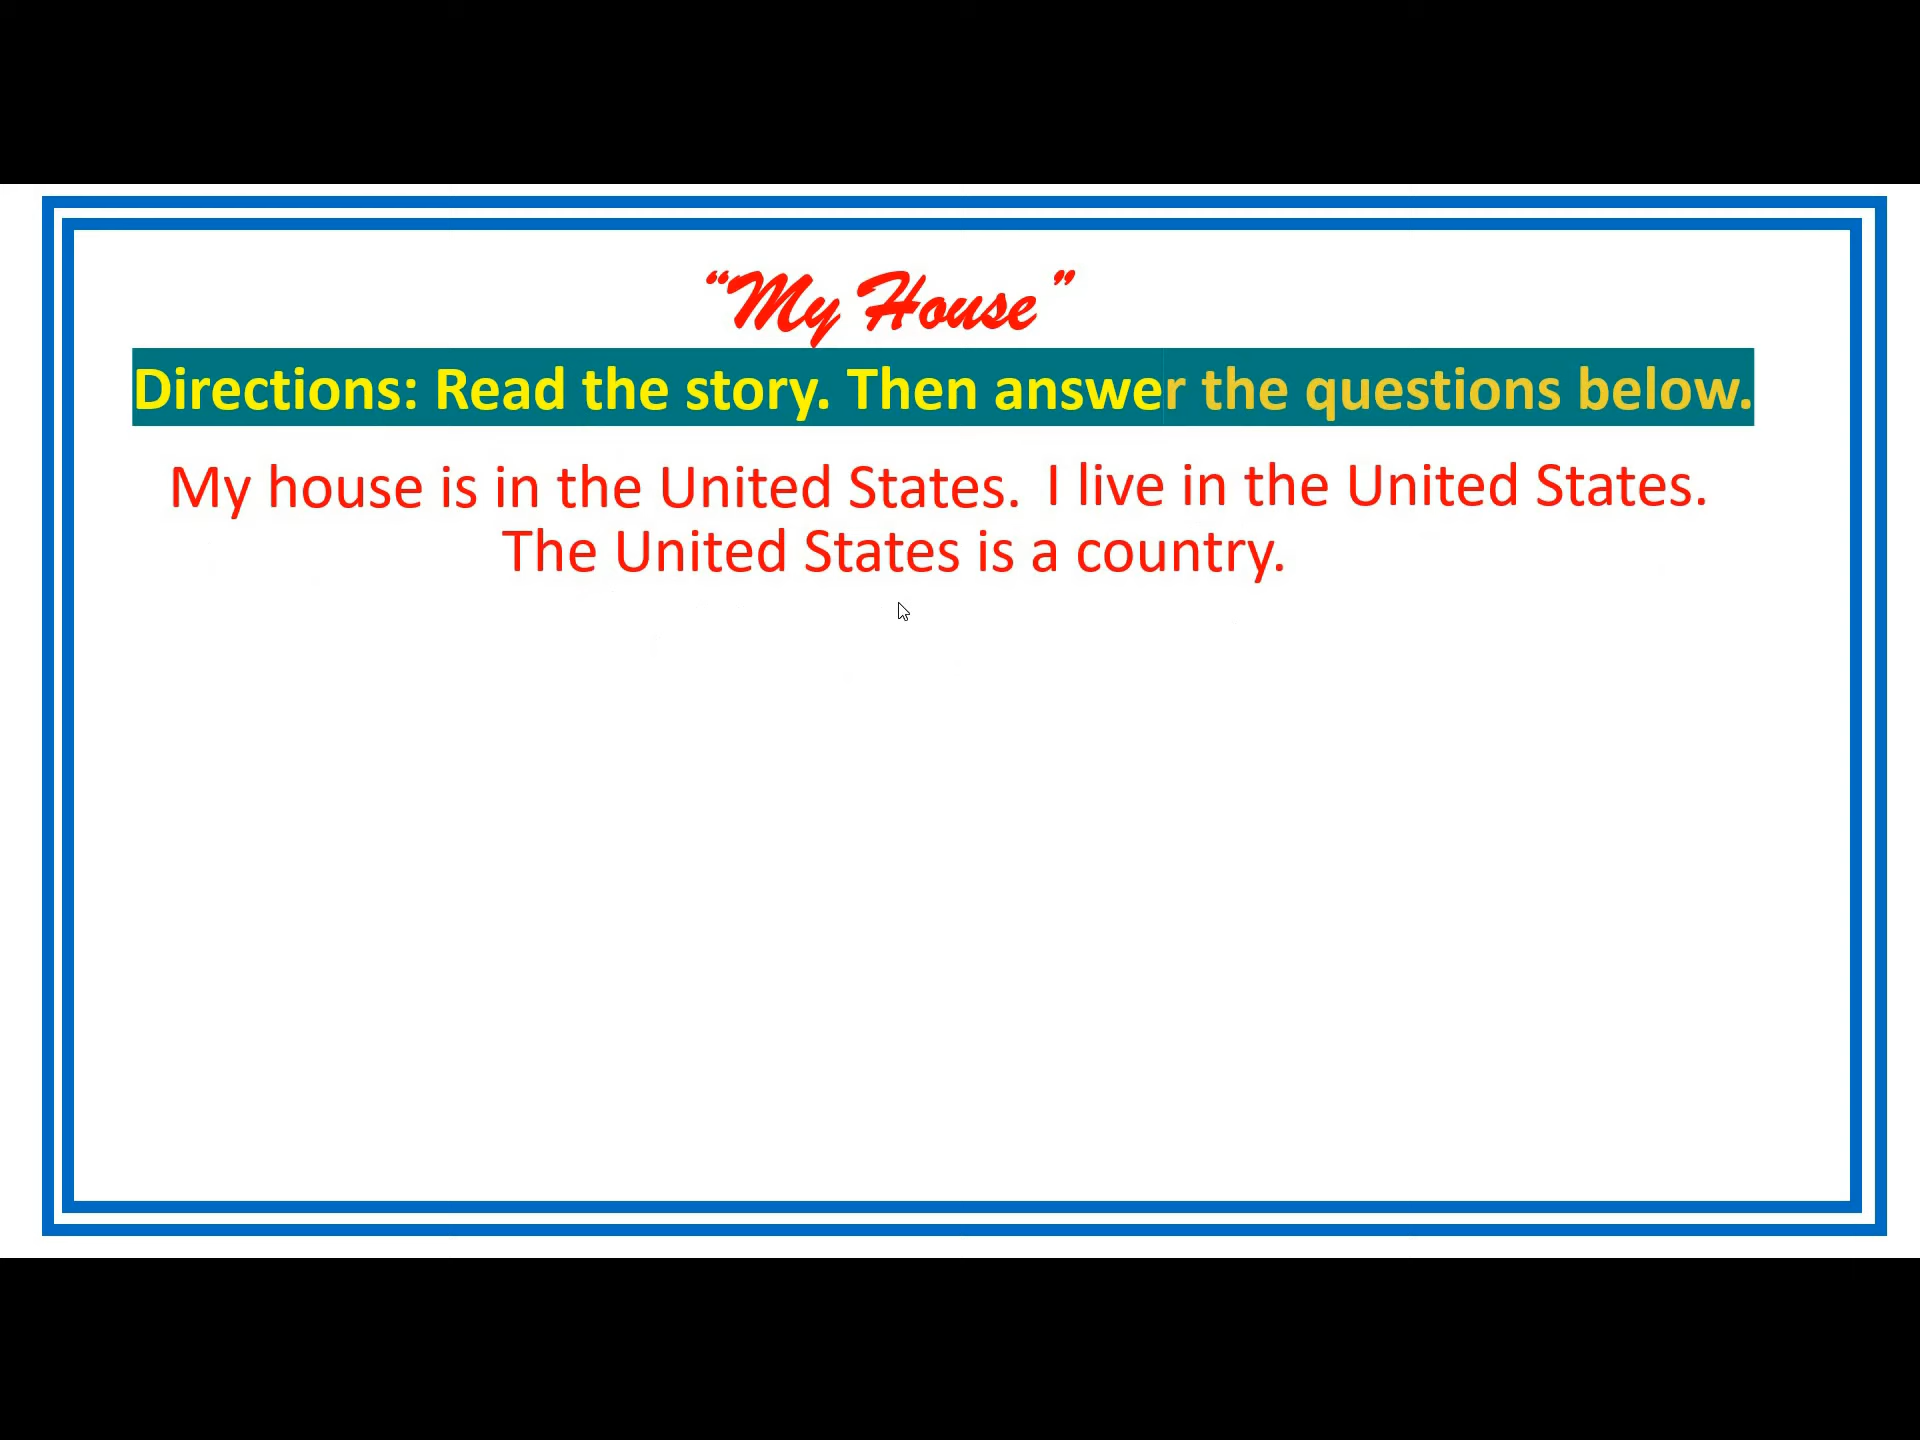 “My House”
Directions: Read the story. Then answer the questions below.
My house is in the United States. I live in the United States.
The United States is a country.